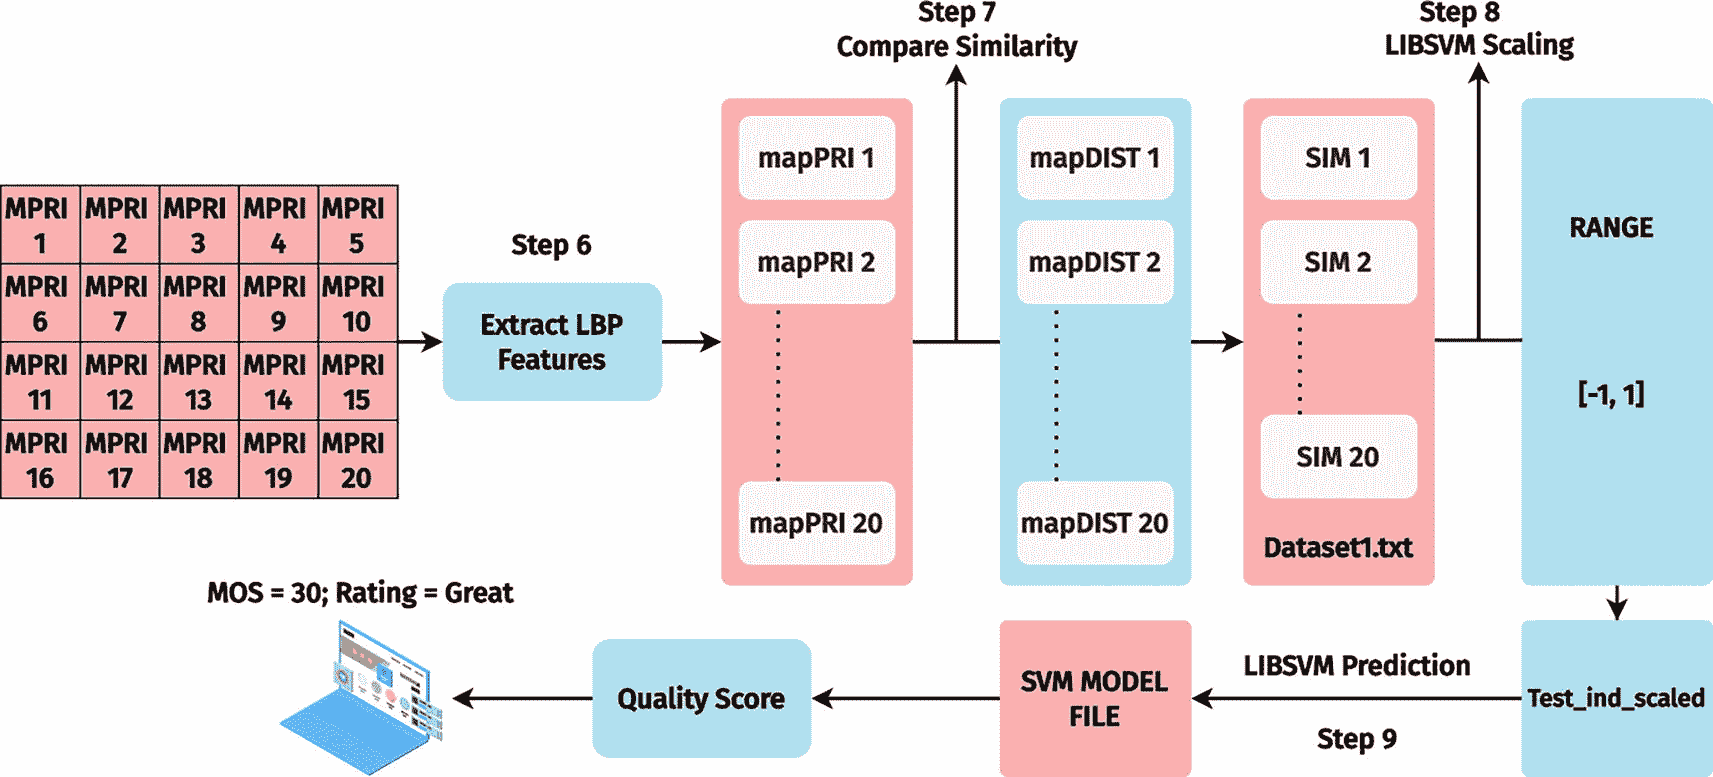 Step 7
Compare Similarity
Step 8
LIBSVM Scaling
MPRI 1
MPRI 2
MPRI 3
MPRI 4
MPRI 5
MPRI 6
MPRI 7
MPRI 8
MPRI 9
MPRI 10
MPRI 11
MPRI 12
MPRI 13
MPRI 14
MPRI 15
MPRI 16
MPRI 17
MPRI 18
MPRI 19
MPRI 20
Step 6
Extract LBP
Features
mapPRI 1
mapPRI 2
mapPRI 20
mapDIST 1
mapDIST 2
mapDIST 20
SIM 1
SIM 2
SIM 20
Dataset1.txt
RANGE
[-1, 1]
Test_ind_scaled
LIBSVM Prediction
Step 9
SVM MODEL
FILE
Quality Score
MOS = 30; Rating = Great